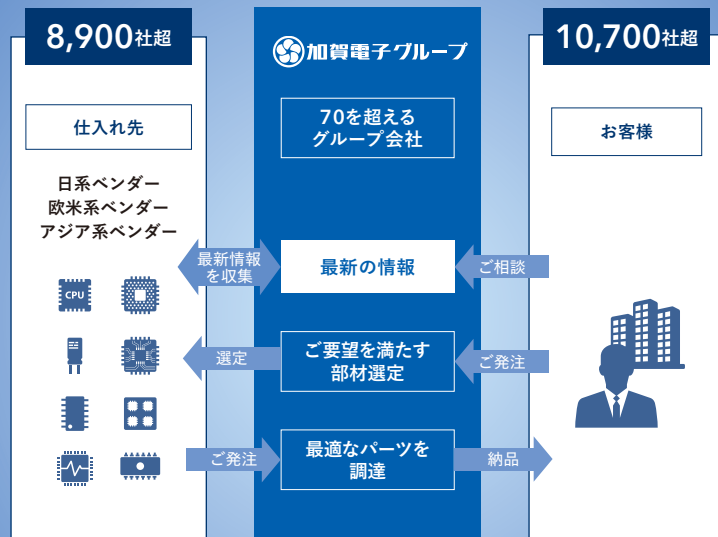 8,900社超
仕入れ先
日系ベンダー
欧米系ベンダー
アジア系ベンダー
CPU
加賀電子グループ
70を超える
グループ会社
10,700社超
お客様
最新情報
を収集
最新の情報
ご相談
選定
ご要望を満たす
部材選定
ご発注
ご発注
最適なパーツを
調達
納品